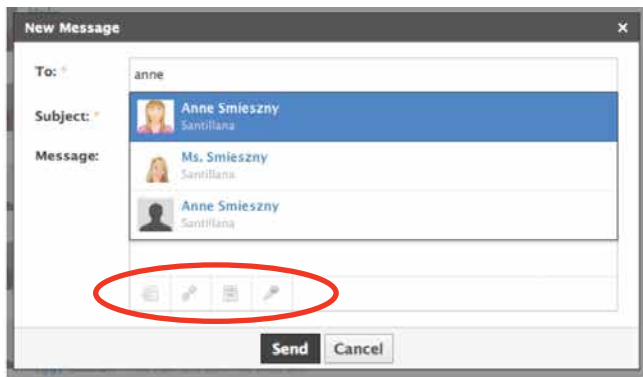 New Message x
To: * anne
Subject: * Anne Smieszny
Santillana
Message: Ms. Smieszny
Santillana
Anne Smieszny
Santillana
Send Cancel